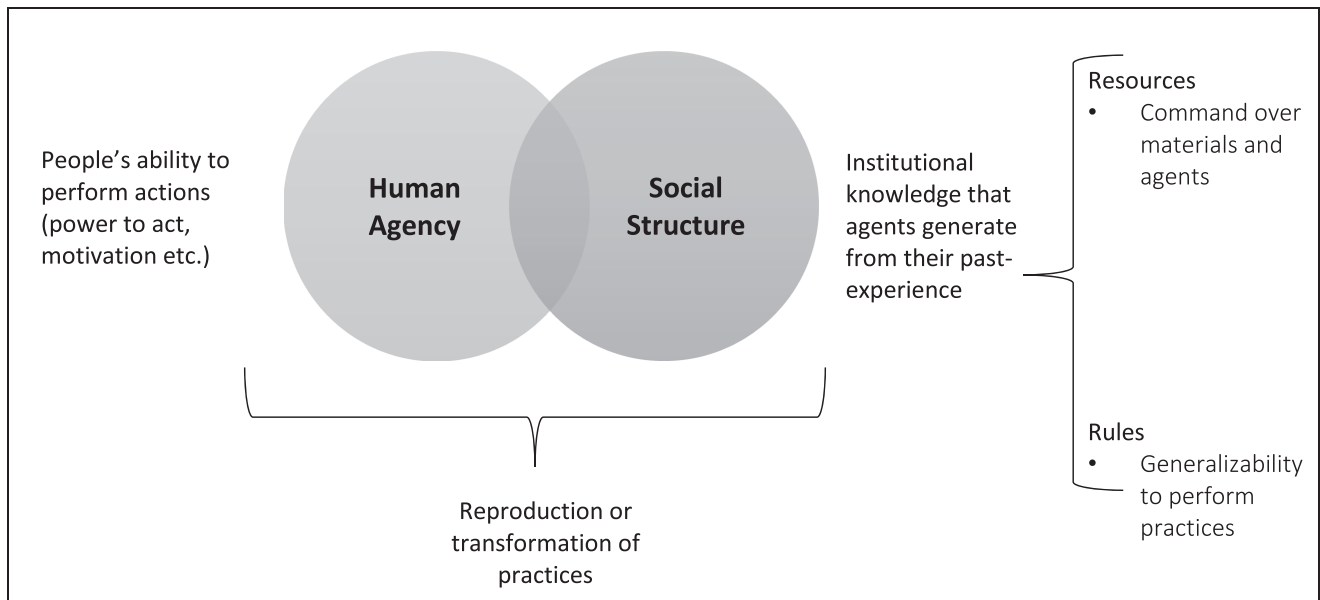 People’s ability to
perform actions
(power to act,
motivation etc.)
Human
Agency
Social
Structure
Institutional
knowledge that
agents generate
from their past-
experience
Resources
• Command over
materials and
agents
Rules
• Generalizability
to perform
practices
Reproduction or
transformation of
practices